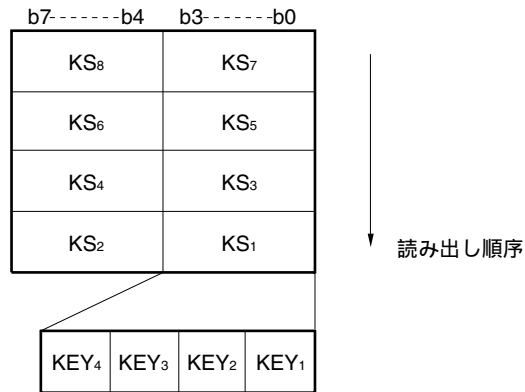 b7-------b4 b3-------b0
KS8 KS7
KS6 KS5
KS4 KS3
KS2 KS1
読み出し順序
KEY4 KEY3 KEY2 KEY1